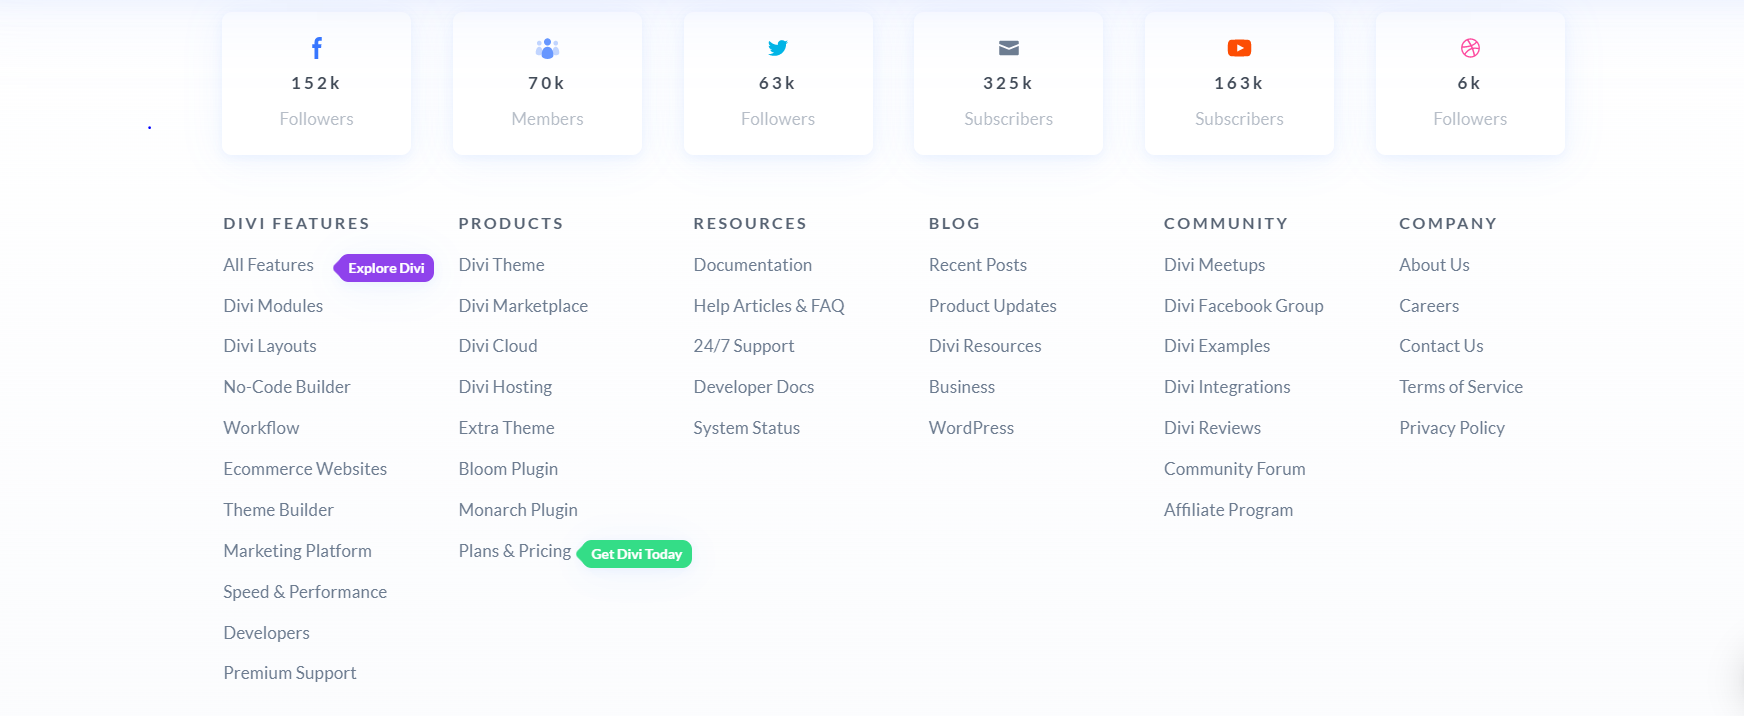 152k
Followers
70k
Members
63k
Followers
325k
Subscribers
163k
Subscribers
6k
Followers
DIVI FEATURES
All Features
Explore Divi
Divi Modules
Divi Layouts
No-Code Builder
Workflow
Ecommerce Websites
Theme Builder
Marketing Platform
Speed & Performance
Developers
Premium Support
PRODUCTS
Divi Theme
Divi Marketplace
Divi Cloud
Divi Hosting
Extra Theme
Bloom Plugin
Monarch Plugin
Plans & Pricing
Get Divi Today
RESOURCES
Documentation
Help Articles & FAQ
24/7 Support
Developer Docs
System Status
BLOG
Recent Posts
Product Updates
Divi Resources
Business
WordPress
COMMUNITY
Divi Meetups
Divi Facebook Group
Divi Examples
Divi Integrations
Divi Reviews
Community Forum
Affiliate Program
COMPANY
About Us
Careers
Contact Us
Terms of Service
Privacy Policy